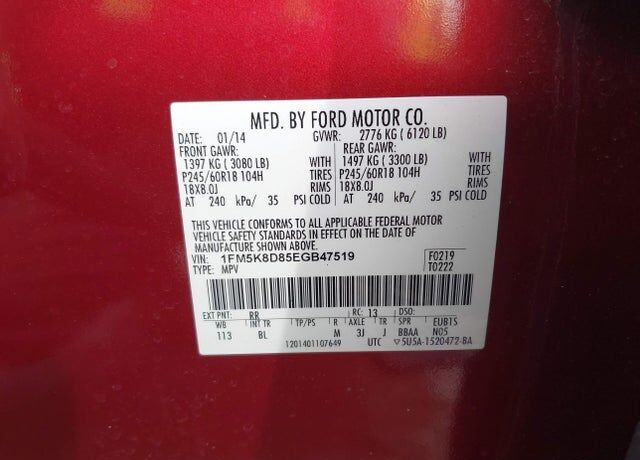 MFD. BY FORD MOTOR CO.
DATE: 01/14 GVWR: 2776 KG ( 6120 LB)
FRONT GAWR: REAR GAWR:
1397 KG ( 3080 LB) WITH 1497 KG ( 3300 LB) WITH
P245/60R18 104H TIRES P245/60R18 104H TIRES
18X8.0J RIMS 18X8.0J RIMS
AT 240 kPa/ 35 PSI COLD AT 240 kPa/ 35 PSI COLD
THIS VEHICLE CONFORMS TO ALL APPLICABLE FEDERAL MOTOR
VEHICLE SAFETY STANDARDS IN EFFECT ON THE DATE OF
MANUFACTURE SHOWN ABOVE.
VIN: 1FM5K8D85EGB47519 F0219
TYPE: MPV T0222
EXT PNT: RR RC: 13 DSO:
WB INT TR TP/PS R AXLE TR SPR EUB1S
113 BL M 3J J BBAA N05
1201401107649 UTC ▽5U5A-1520472-BA